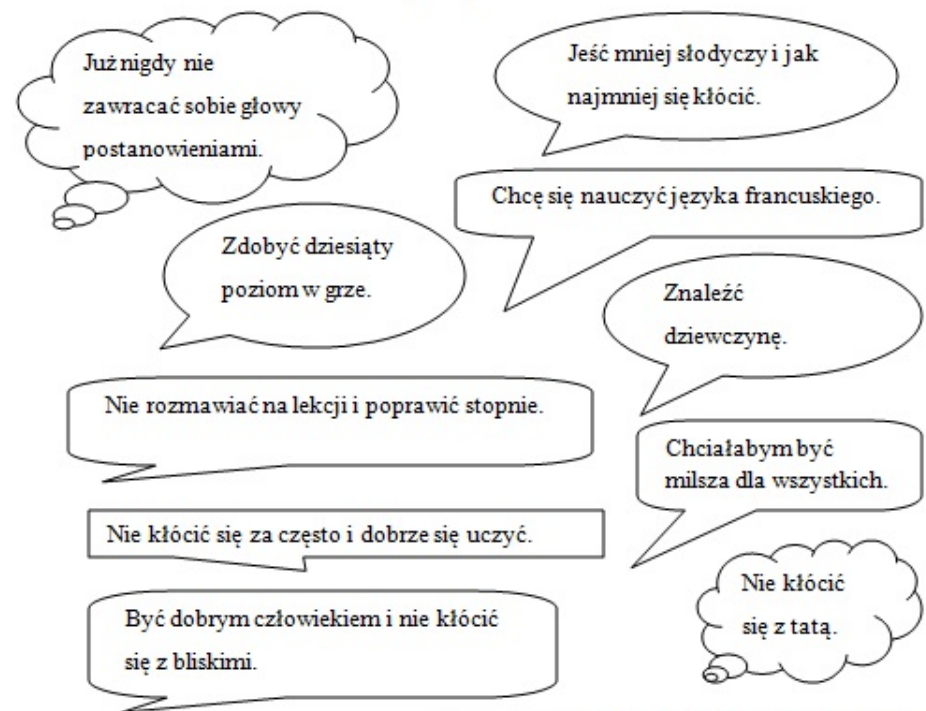 Już nigdy nie
zawracać sobie głowy
postanowieniami.
Jeść mniej słodyczy i jak
najmniej się kłócić.
Chcę się nauczyć języka francuskiego.
Zdobyć dziesiąty
poziom w grze.
Znaleźć
dziewczynę.
Nie rozmawiać na lekcji i poprawić stopnie.
Chciałabym być
milsza dla wszystkich.
Nie kłócić się za często i dobrze się uczyć.
Nie kłócić
się z tatą.
Być dobrym człowiekiem i nie kłócić
się z bliskimi.